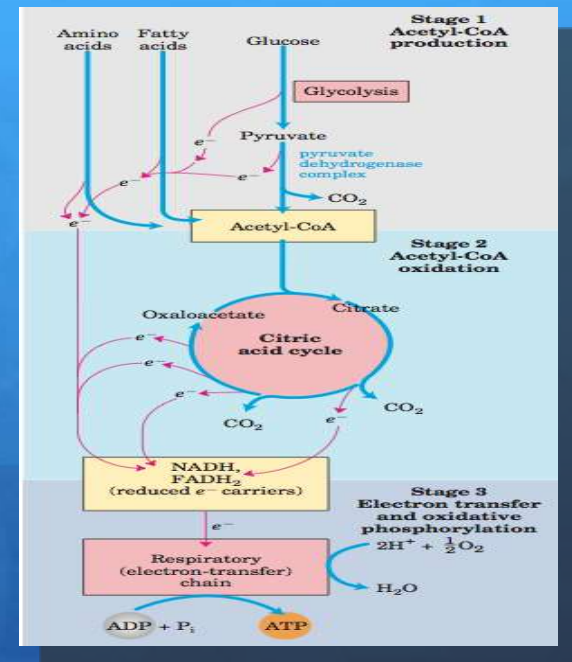 Stage 1
Acetyl-CoA
production
Amino
acids
Fatty
acids
Glucose
Glycolysis
e⁻
Pyruvate
pyruvate
dehydrogenase
complex
e⁻
e⁻
CO₂
e⁻
Acetyl-CoA
Stage 2
Acetyl-CoA
oxidation
Oxaloacetate
Citrate
e⁻
Citric
acid cycle
e⁻
e⁻
CO₂
e⁻
CO₂
NADH,
FADH₂
(reduced e⁻ carriers)
Stage 3
Electron transfer
and oxidative
phosphorylation
e⁻
2H⁺ + ½O₂
Respiratory
(electron-transfer)
chain
H₂O
ADP + Pᵢ
ATP